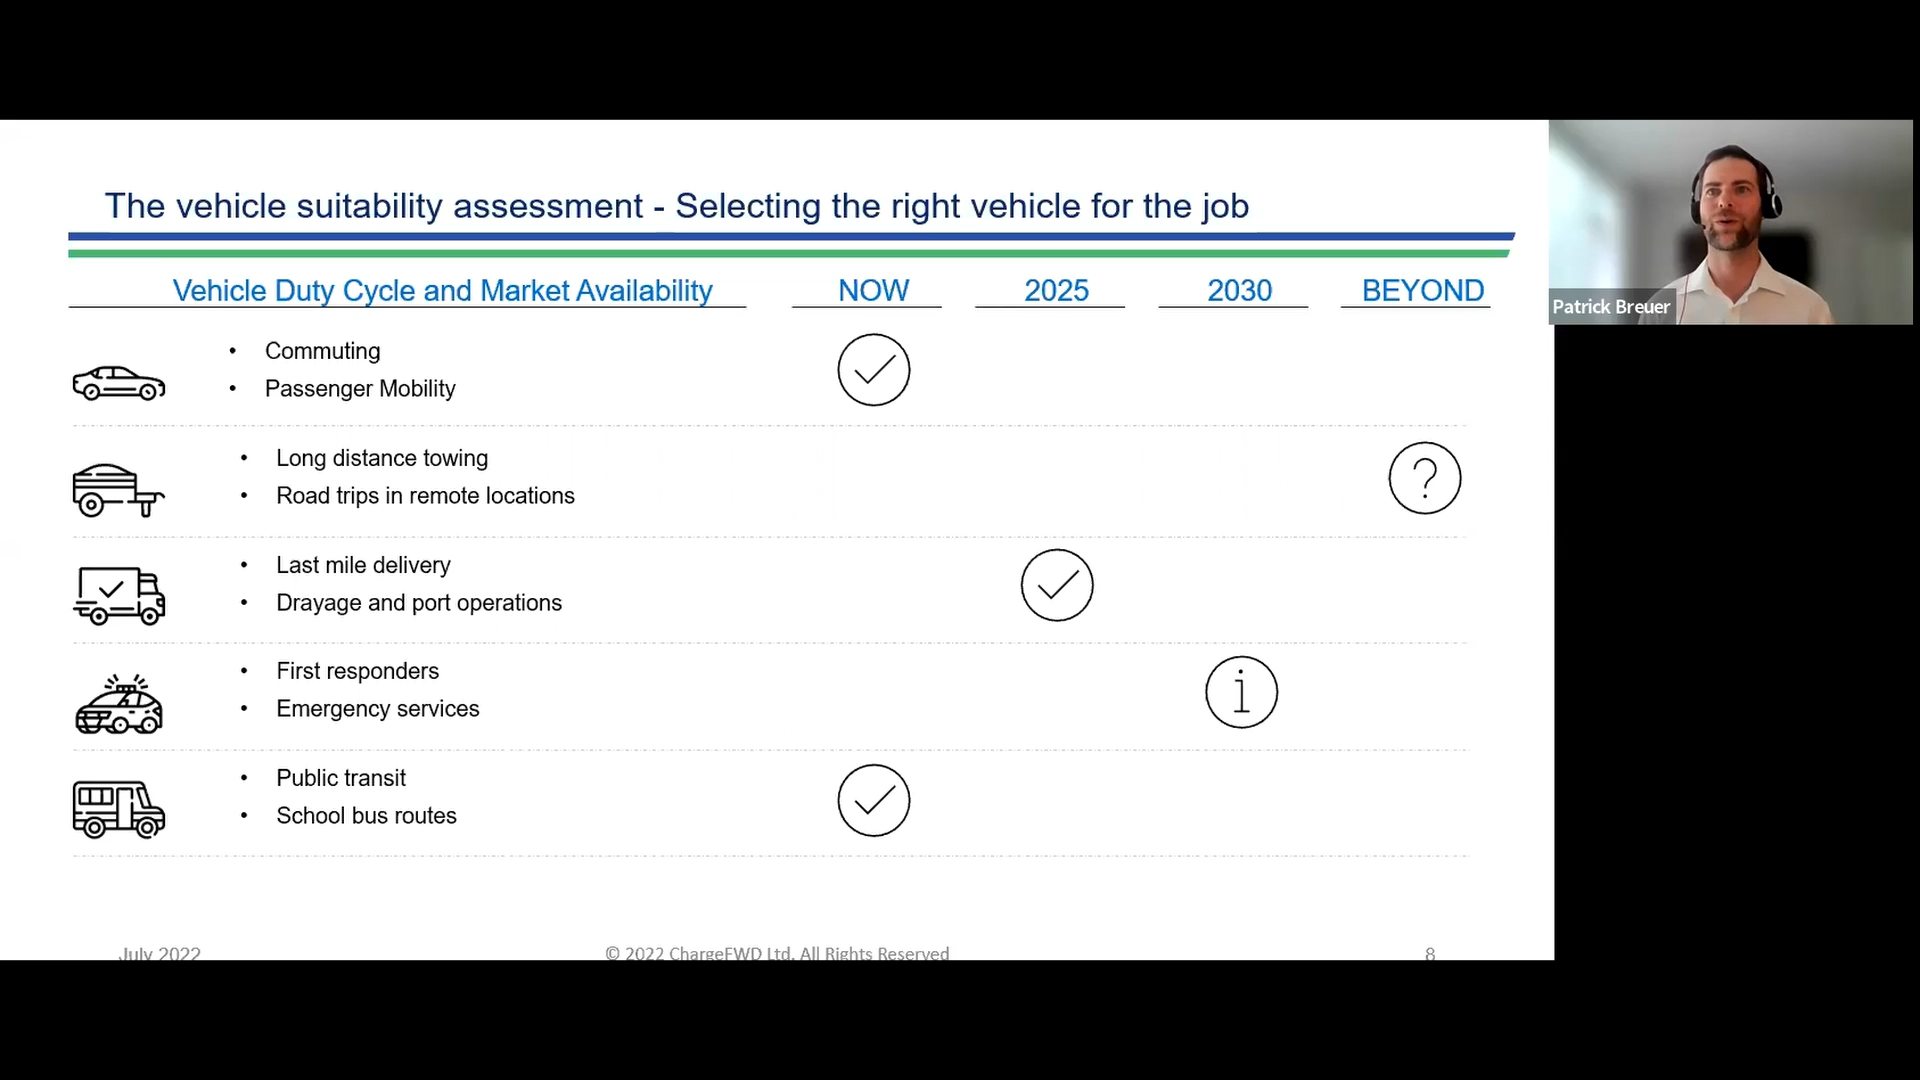 The vehicle suitability assessment - Selecting the right vehicle for the job
Vehicle Duty Cycle and Market Availability NOW 2025 2030 BEYOND
• Commuting
• Passenger Mobility
• Long distance towing
• Road trips in remote locations
?
• Last mile delivery
• Drayage and port operations
• First responders
• Emergency services
i
• Public transit
• School bus routes
July 2022 © 2022 ChargeFWD Ltd. All Rights Reserved 8
Patrick Breuer